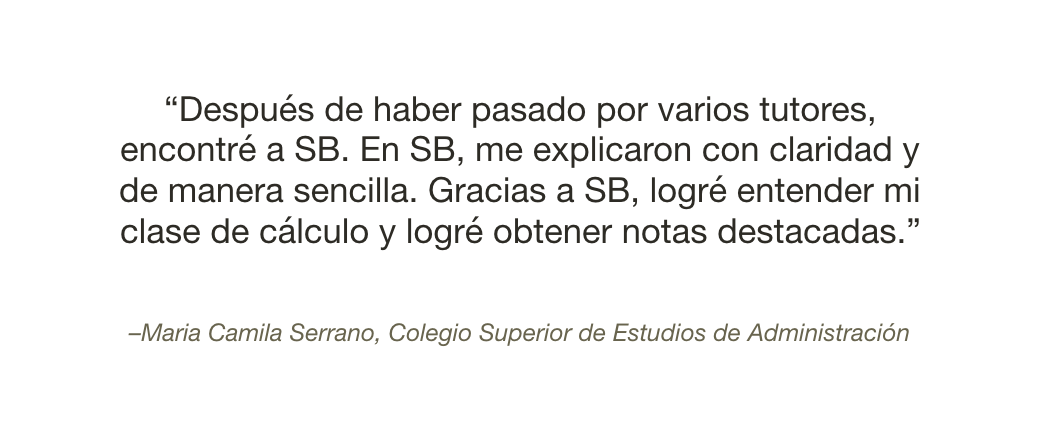 “Después de haber pasado por varios tutores,
encontré a SB. En SB, me explicaron con claridad y
de manera sencilla. Gracias a SB, logré entender mi
clase de cálculo y logré obtener notas destacadas.”
–Maria Camila Serrano, Colegio Superior de Estudios de Administración